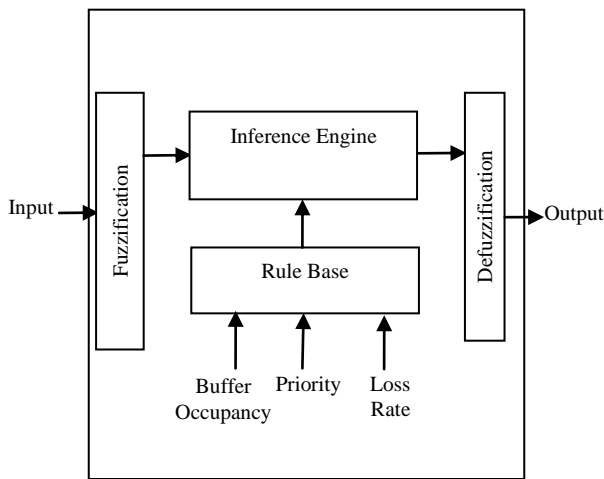 Inference Engine
Input
Fuzzification
Defuzzification
Output
Rule Base
Buffer
Occupancy
Priority
Loss
Rate